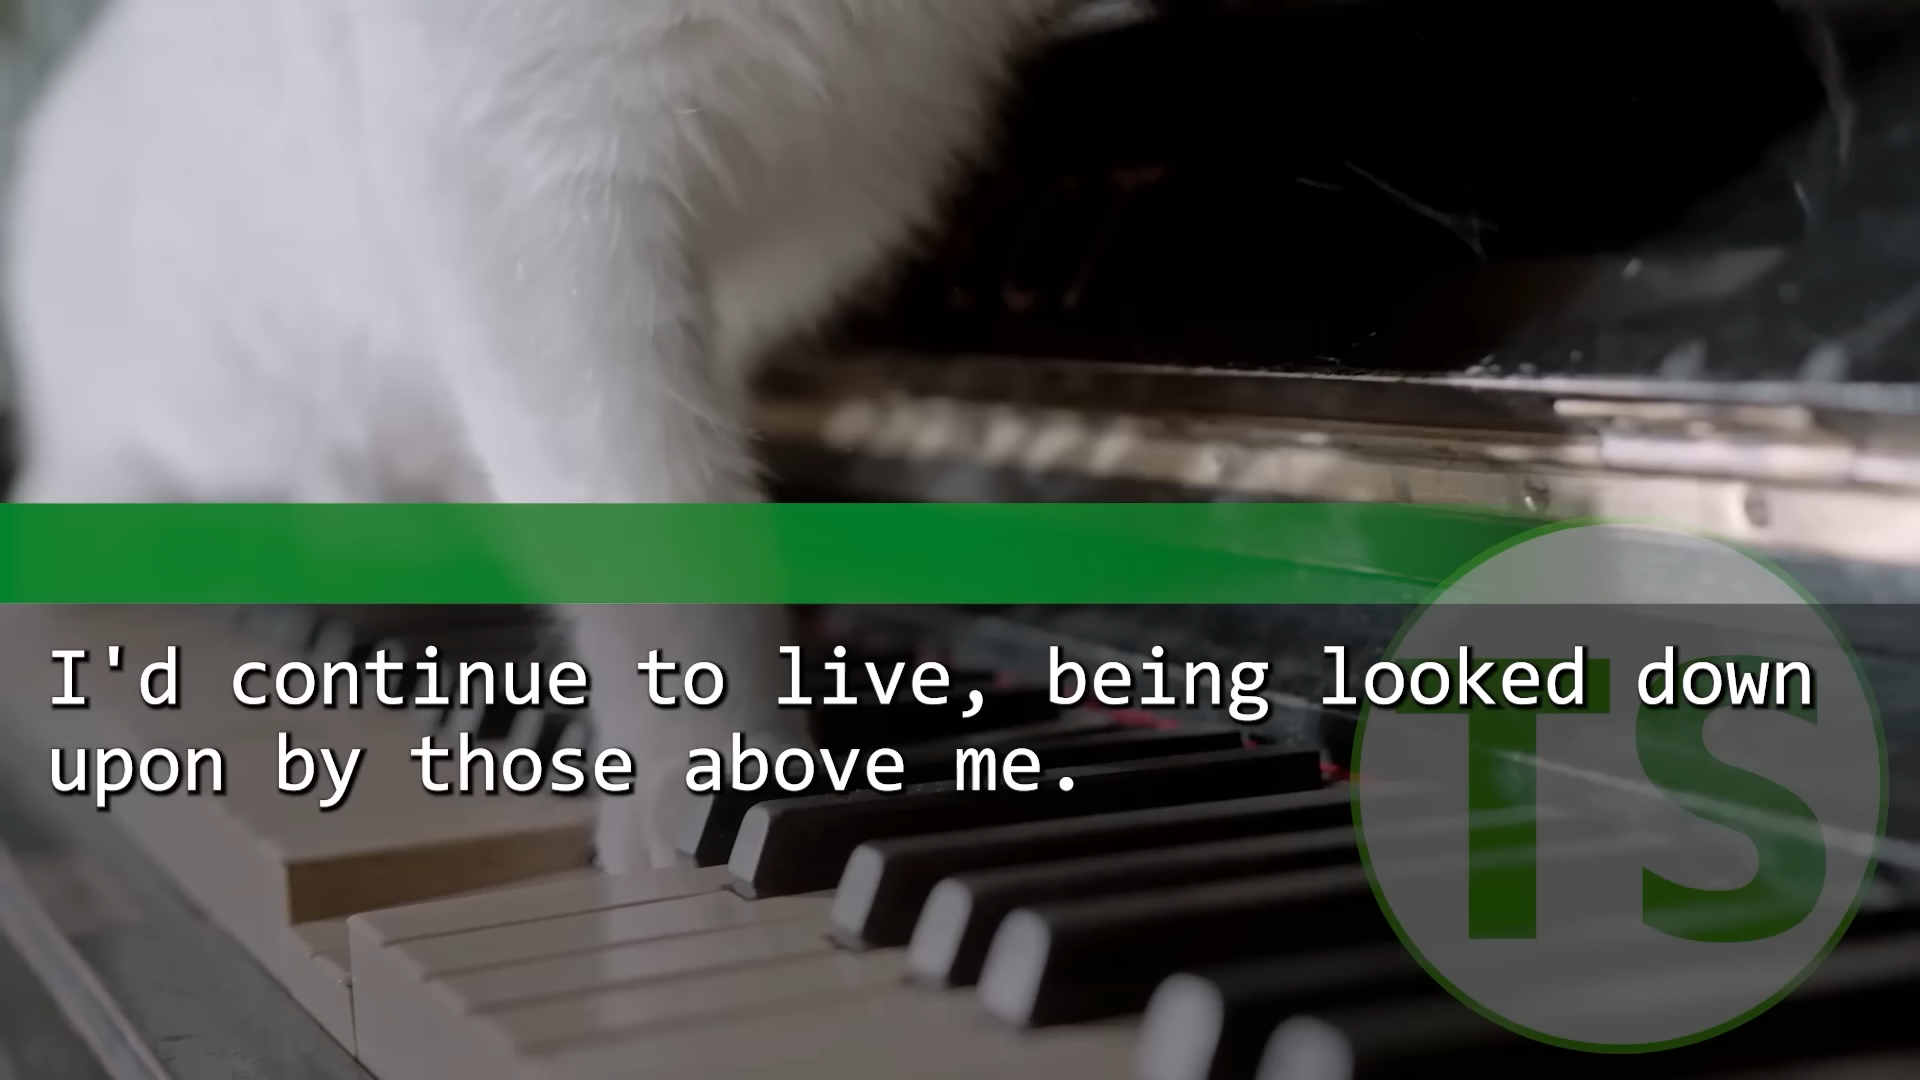 I'd continue to live, being looked down
upon by those above me.
TS